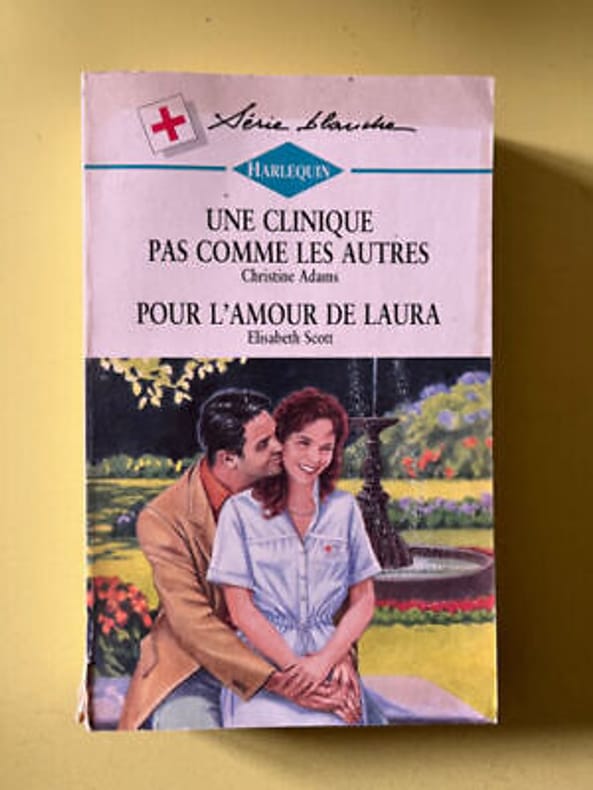 Série blanche
HARLEQUIN
UNE CLINIQUE
PAS COMME LES AUTRES
Christine Adams
POUR L'AMOUR DE LAURA
Elisabeth Scott